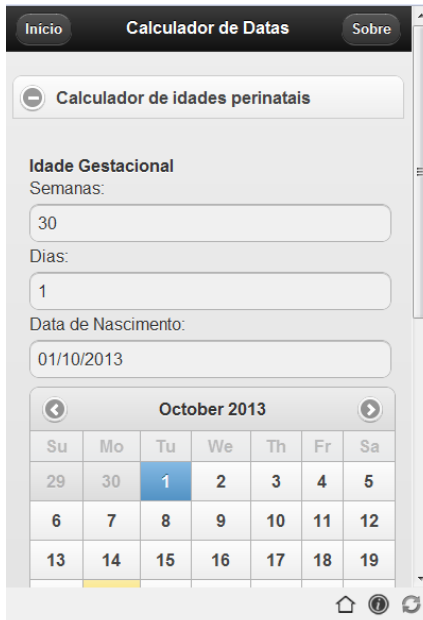 Início Calculador de Datas Sobre
Calculador de idades perinatais
Idade Gestacional
Semanas:
30
Dias:
1
Data de Nascimento:
01/10/2013
October 2013
Su Mo Tu We Th Fr Sa
29 30 1 2 3 4 5
6 7 8 9 10 11 12
13 14 15 16 17 18 19